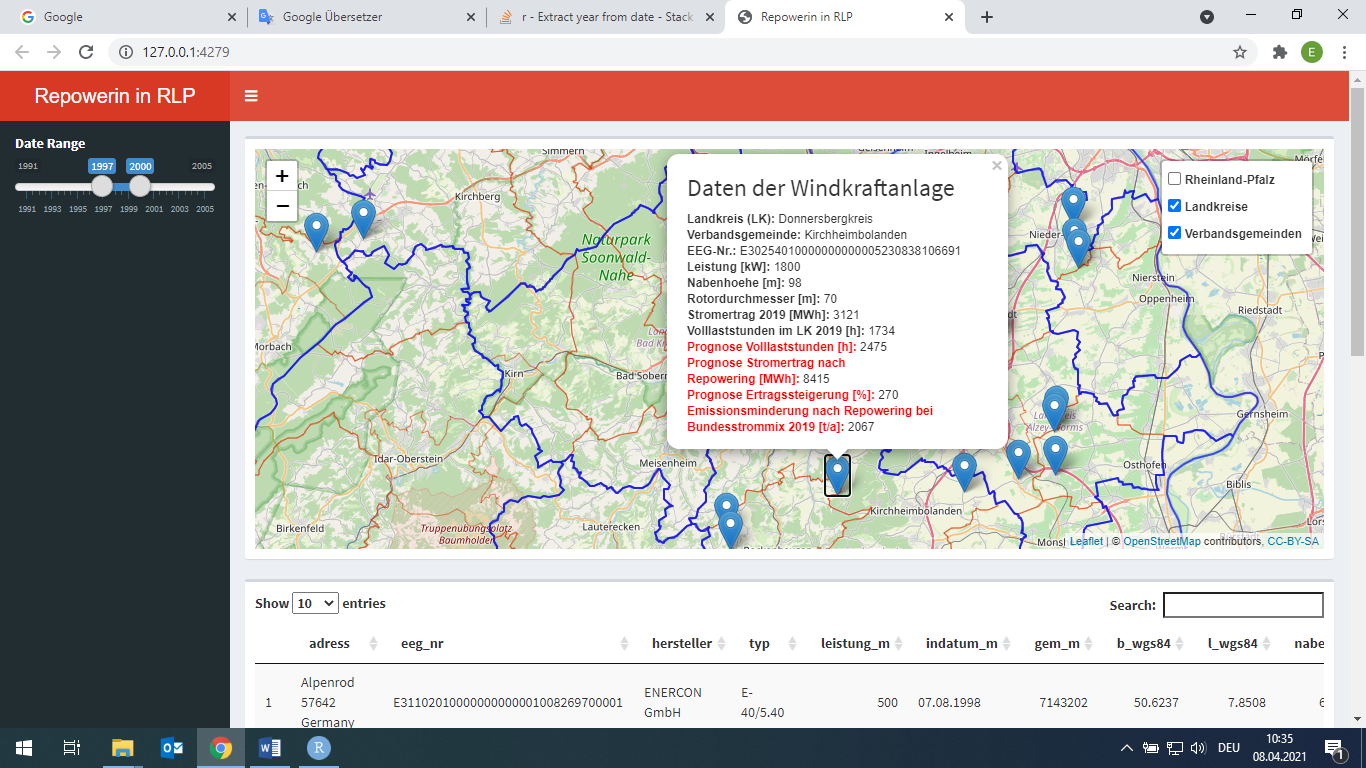 Google
Google Übersetzer
r - Extract year from date - Stack
Repowerin in RLP
127.0.0.1:4279
E
Repowerin in RLP
Date Range
1991
1997
2000
2005
1991 1993 1995 1997 1999 2001 2003 2005
+
−
Simmern
Kirchberg
Naturpark
Soonwald-
Nahe
Morbach
Kirn
Bad Sobern
Idar-Oberstein
Meisenheim
Birkenfeld
Truppenübungsplatz
Baumholder
Lauterecken
Kirchheimbolanden
Nierstein
Oppenheim
Riedstadt
Gernsheim
Alzey-Worms
Osthofen
Biblis
×
Daten der Windkraftanlage
Landkreis (LK): Donnersbergkreis
Verbandsgemeinde: Kirchheimbolanden
EEG-Nr.: E3025401000000000005230838106691
Leistung [kW]: 1800
Nabenhoehe [m]: 98
Rotordurchmesser [m]: 70
Stromertrag 2019 [MWh]: 3121
Volllaststunden im LK 2019 [h]: 1734
Prognose Volllaststunden [h]: 2475
Prognose Stromertrag nach
Repowering [MWh]: 8415
Prognose Ertragssteigerung [%]: 270
Emissionsminderung nach Repowering bei
Bundesstrommix 2019 [t/a]: 2067
Rheinland-Pfalz
Landkreise
Verbandsgemeinden
Leaflet | © OpenStreetMap contributors, CC-BY-SA
Show 10 entries
Search:
adress eeg_nr hersteller typ leistung_m indatum_m gem_m b_wgs84 l_wgs84 nabe
1 Alpenrod 57642 Germany E3110201000000000001008269700001 ENERCON GmbH E-40/5.40 500 07.08.1998 7143202 50.6237 7.8508 6
DEU
10:35
08.04.2021
1